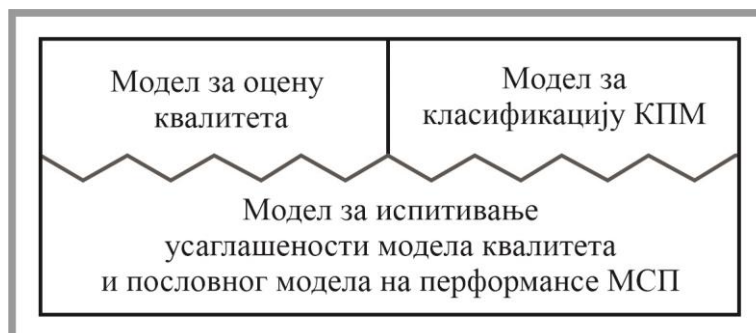 Модел за оцену
квалитета
Модел за
класификацију КПМ
Модел за испитивање
усаглашености модела квалитета
и пословног модела на перформансе МСП